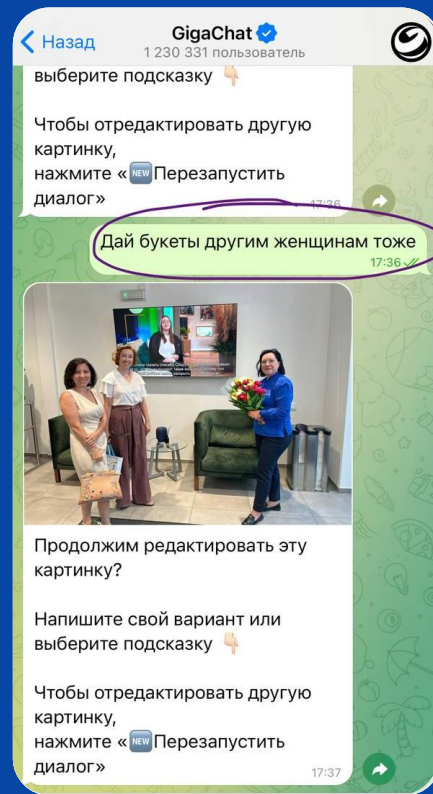 Назад
GigaChat
1 230 331 пользователь
выберите подсказку 👇🏻
Чтобы отредактировать другую
картинку,
нажмите «🆕Перезапустить
диалог»
17:36
Дай букеты другим женщинам тоже
17:36
Продолжим редактировать эту
картинку?
Напишите свой вариант или
выберите подсказку 👇🏻
Чтобы отредактировать другую
картинку,
нажмите «🆕Перезапустить
диалог»
17:37